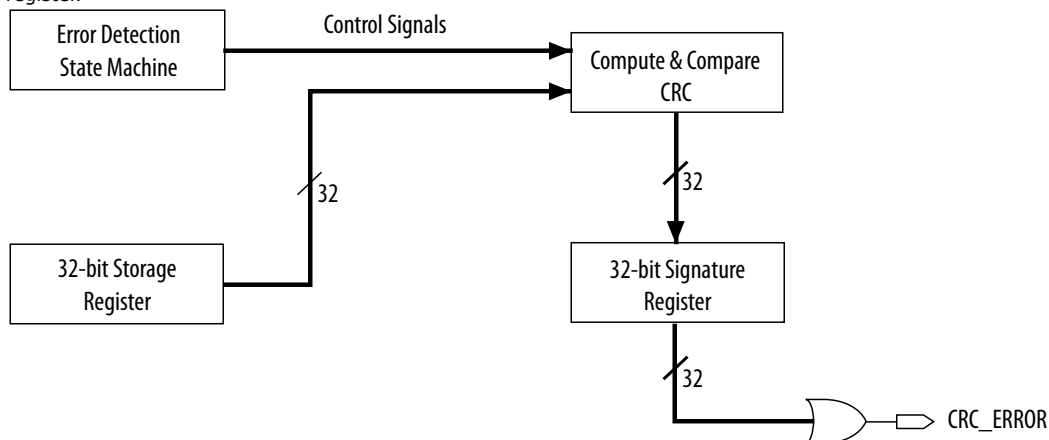 register.
Error Detection
State Machine
Control Signals
Compute & Compare
CRC
32
32
32-bit Storage
Register
32-bit Signature
Register
32
CRC_ERROR